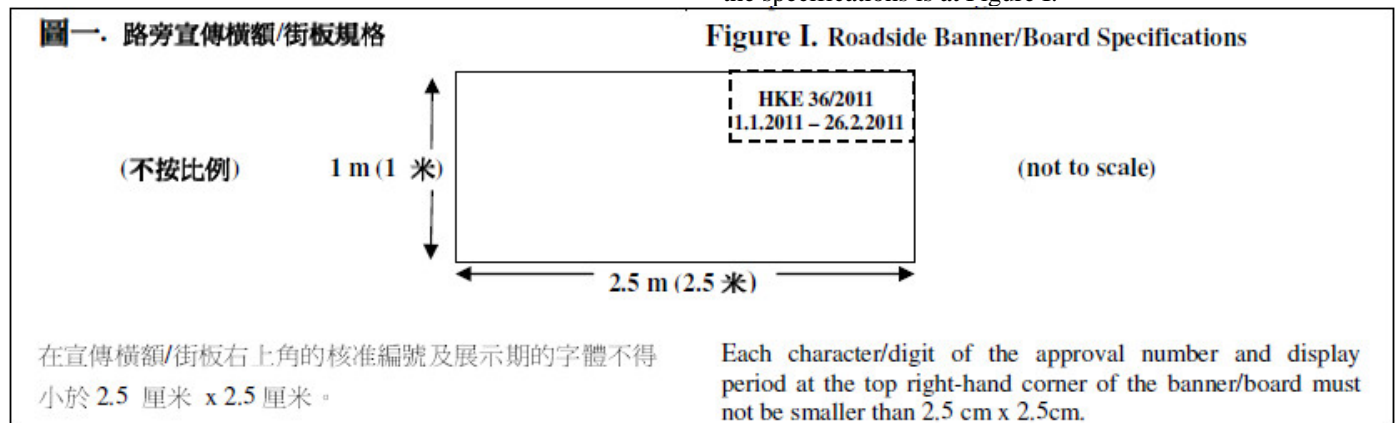 the specifications is at Figure I.
圖一. 路旁宣傳橫額/街板規格
Figure I. Roadside Banner/Board Specifications
HKE 36/2011
1.1.2011 – 26.2.2011
(不按比例)
1 m (1 米)
(not to scale)
2.5 m (2.5 米)
在宣傳橫額/街板右上角的核准編號及展示期的字體不得
小於 2.5 厘米 x 2.5 厘米。
Each character/digit of the approval number and display
period at the top right-hand corner of the banner/board must
not be smaller than 2.5 cm x 2.5cm.